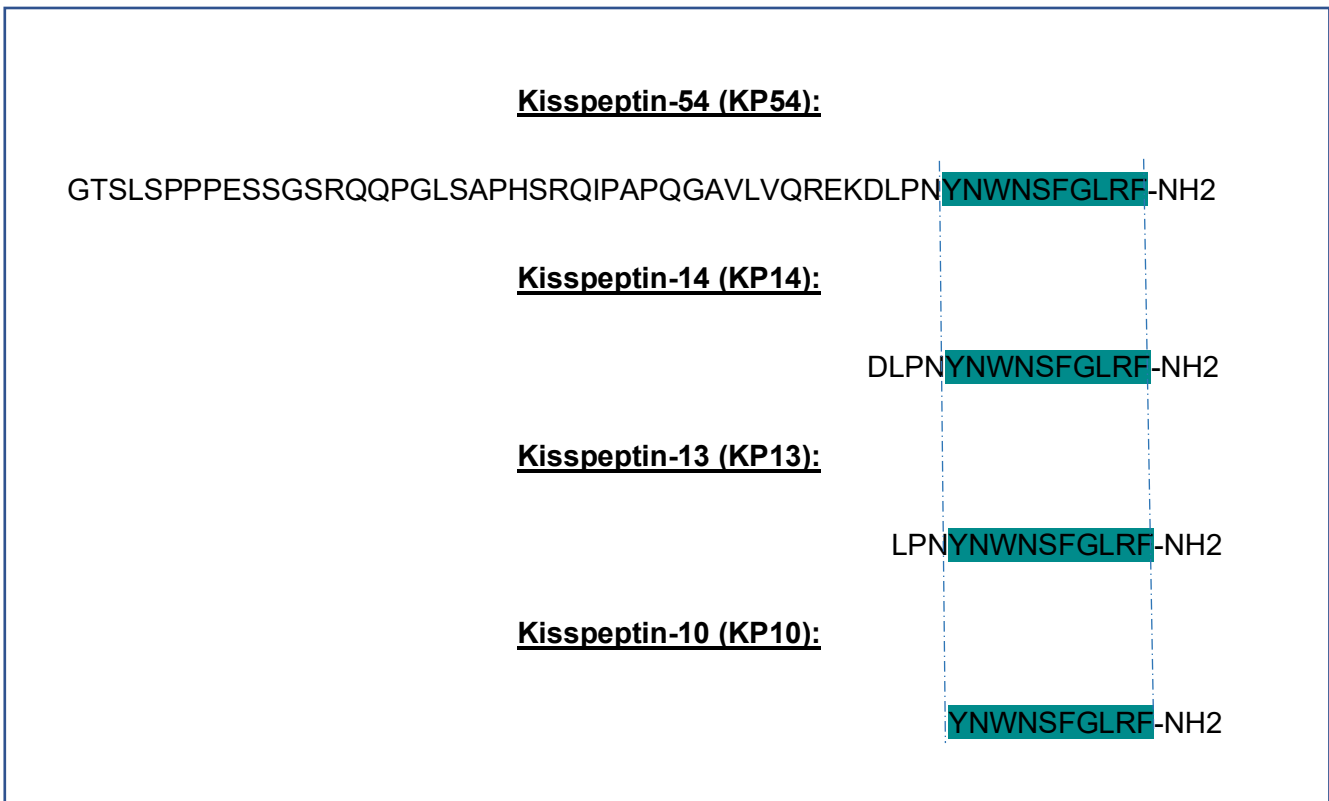 Kisspeptin-54 (KP54):
GTSLSPPPESSGSRQQPGLSAPHSRQIPAPQGAVLVQREKDLPNYNWNSFGLRF-NH2
Kisspeptin-14 (KP14):
DLPNYNWNSFGLRF-NH2
Kisspeptin-13 (KP13):
LPNYNWNSFGLRF-NH2
Kisspeptin-10 (KP10):
YNWNSFGLRF-NH2